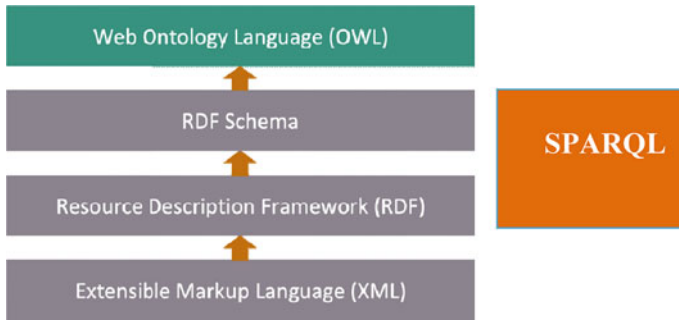 Web Ontology Language (OWL)
RDF Schema
SPARQL
Resource Description Framework (RDF)
Extensible Markup Language (XML)